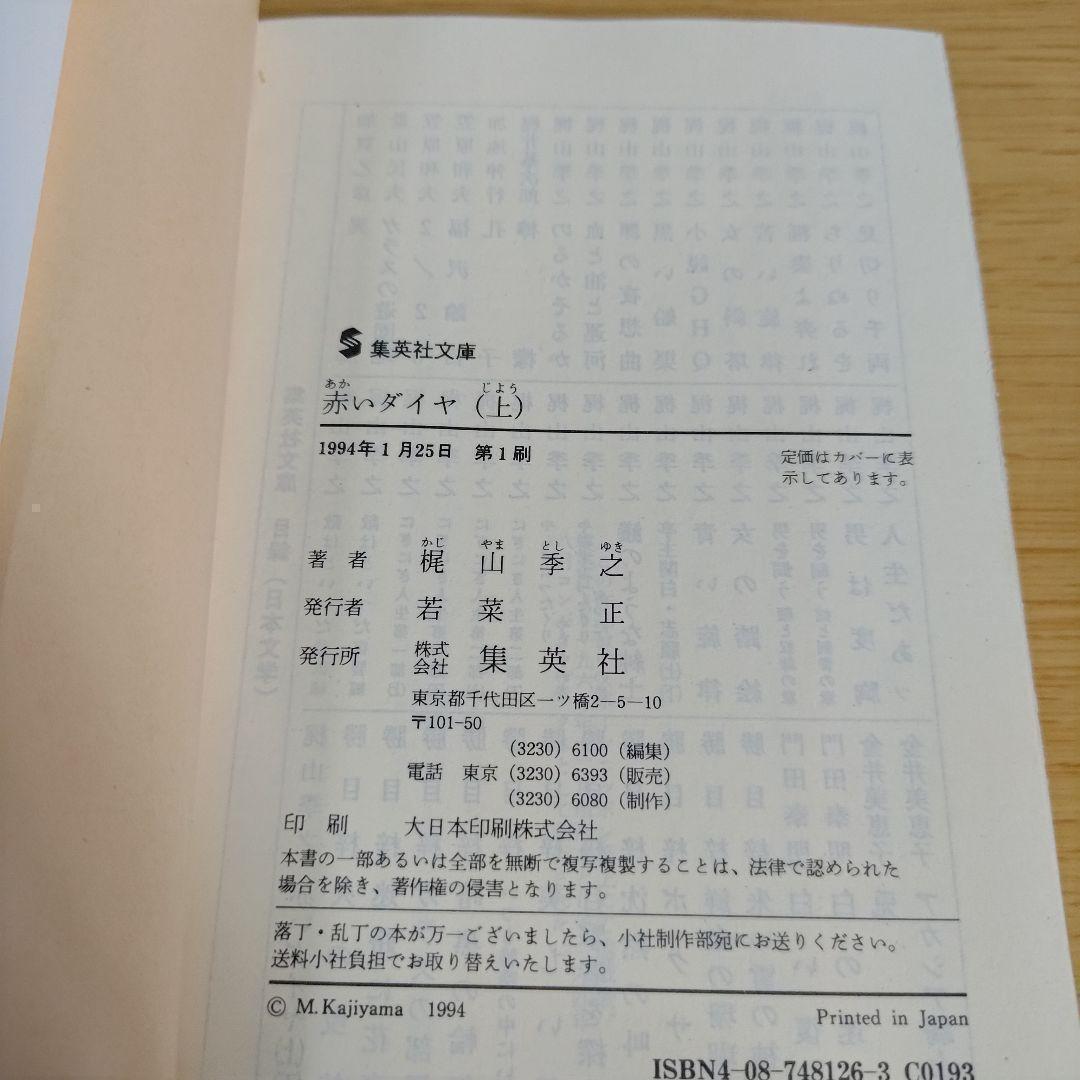 集英社文庫
あか じょう
赤いダイヤ（上）
1994年1月25日 第1刷
定価はカバーに表
示してあります。
かじ やま とし ゆき
著者 梶山季之
発行者 若菜 正
発行所 株式会社 集英社
東京都千代田区一ツ橋2—5—10
〒101-50
(3230) 6100（編集）
電話 東京 (3230) 6393（販売）
(3230) 6080（制作）
印刷 大日本印刷株式会社
本書の一部あるいは全部を無断で複写複製することは、法律で認められた
場合を除き、著作権の侵害となります。
落丁・乱丁の本が万一ございましたら、小社制作部宛にお送りください。
送料小社負担でお取り替えいたします。
© M. Kajiyama 1994
Printed in Japan
ISBN4-08-748126-3 C0193